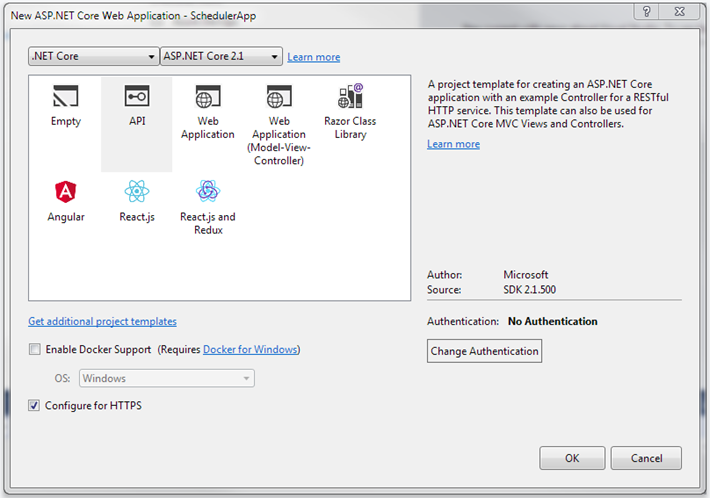 New ASP.NET Core Web Application - SchedulerApp
.NET Core
ASP.NET Core 2.1
Learn more
Empty
API
Web
Application
Web
Application
(Model-View-
Controller)
Razor Class
Library
Angular
React.js
React.js and
Redux
A project template for creating an ASP.NET Core
application with an example Controller for a RESTful
HTTP service. This template can also be used for
ASP.NET Core MVC Views and Controllers.
Learn more
Author: Microsoft
Source: SDK 2.1.500
Get additional project templates
Authentication: No Authentication
Change Authentication
Enable Docker Support (Requires Docker for Windows)
OS: Windows
Configure for HTTPS
OK
Cancel